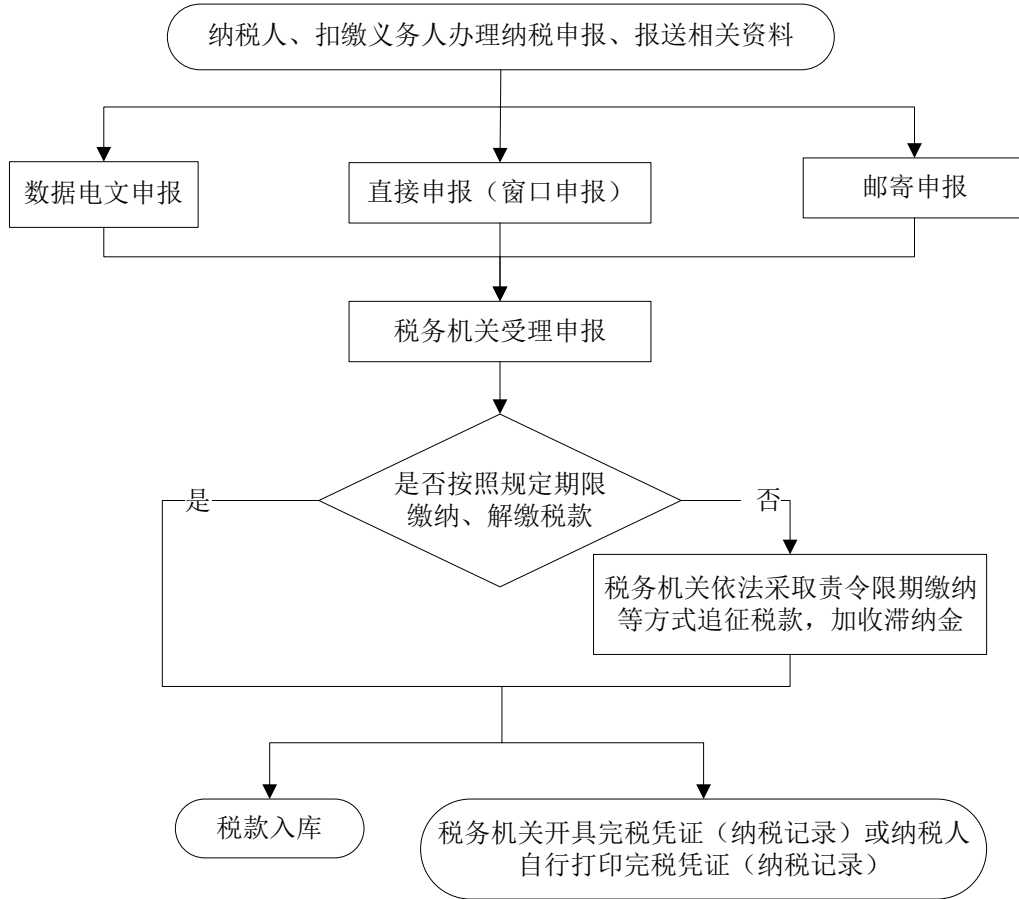 纳税人、扣缴义务人办理纳税申报、报送相关资料
数据电文申报
直接申报（窗口申报）
邮寄申报
税务机关受理申报
是否按照规定期限
缴纳、解缴税款
是
否
税务机关依法采取责令限期缴纳
等方式追征税款，加收滞纳金
税款入库
税务机关开具完税凭证（纳税记录）或纳税人
自行打印完税凭证（纳税记录）